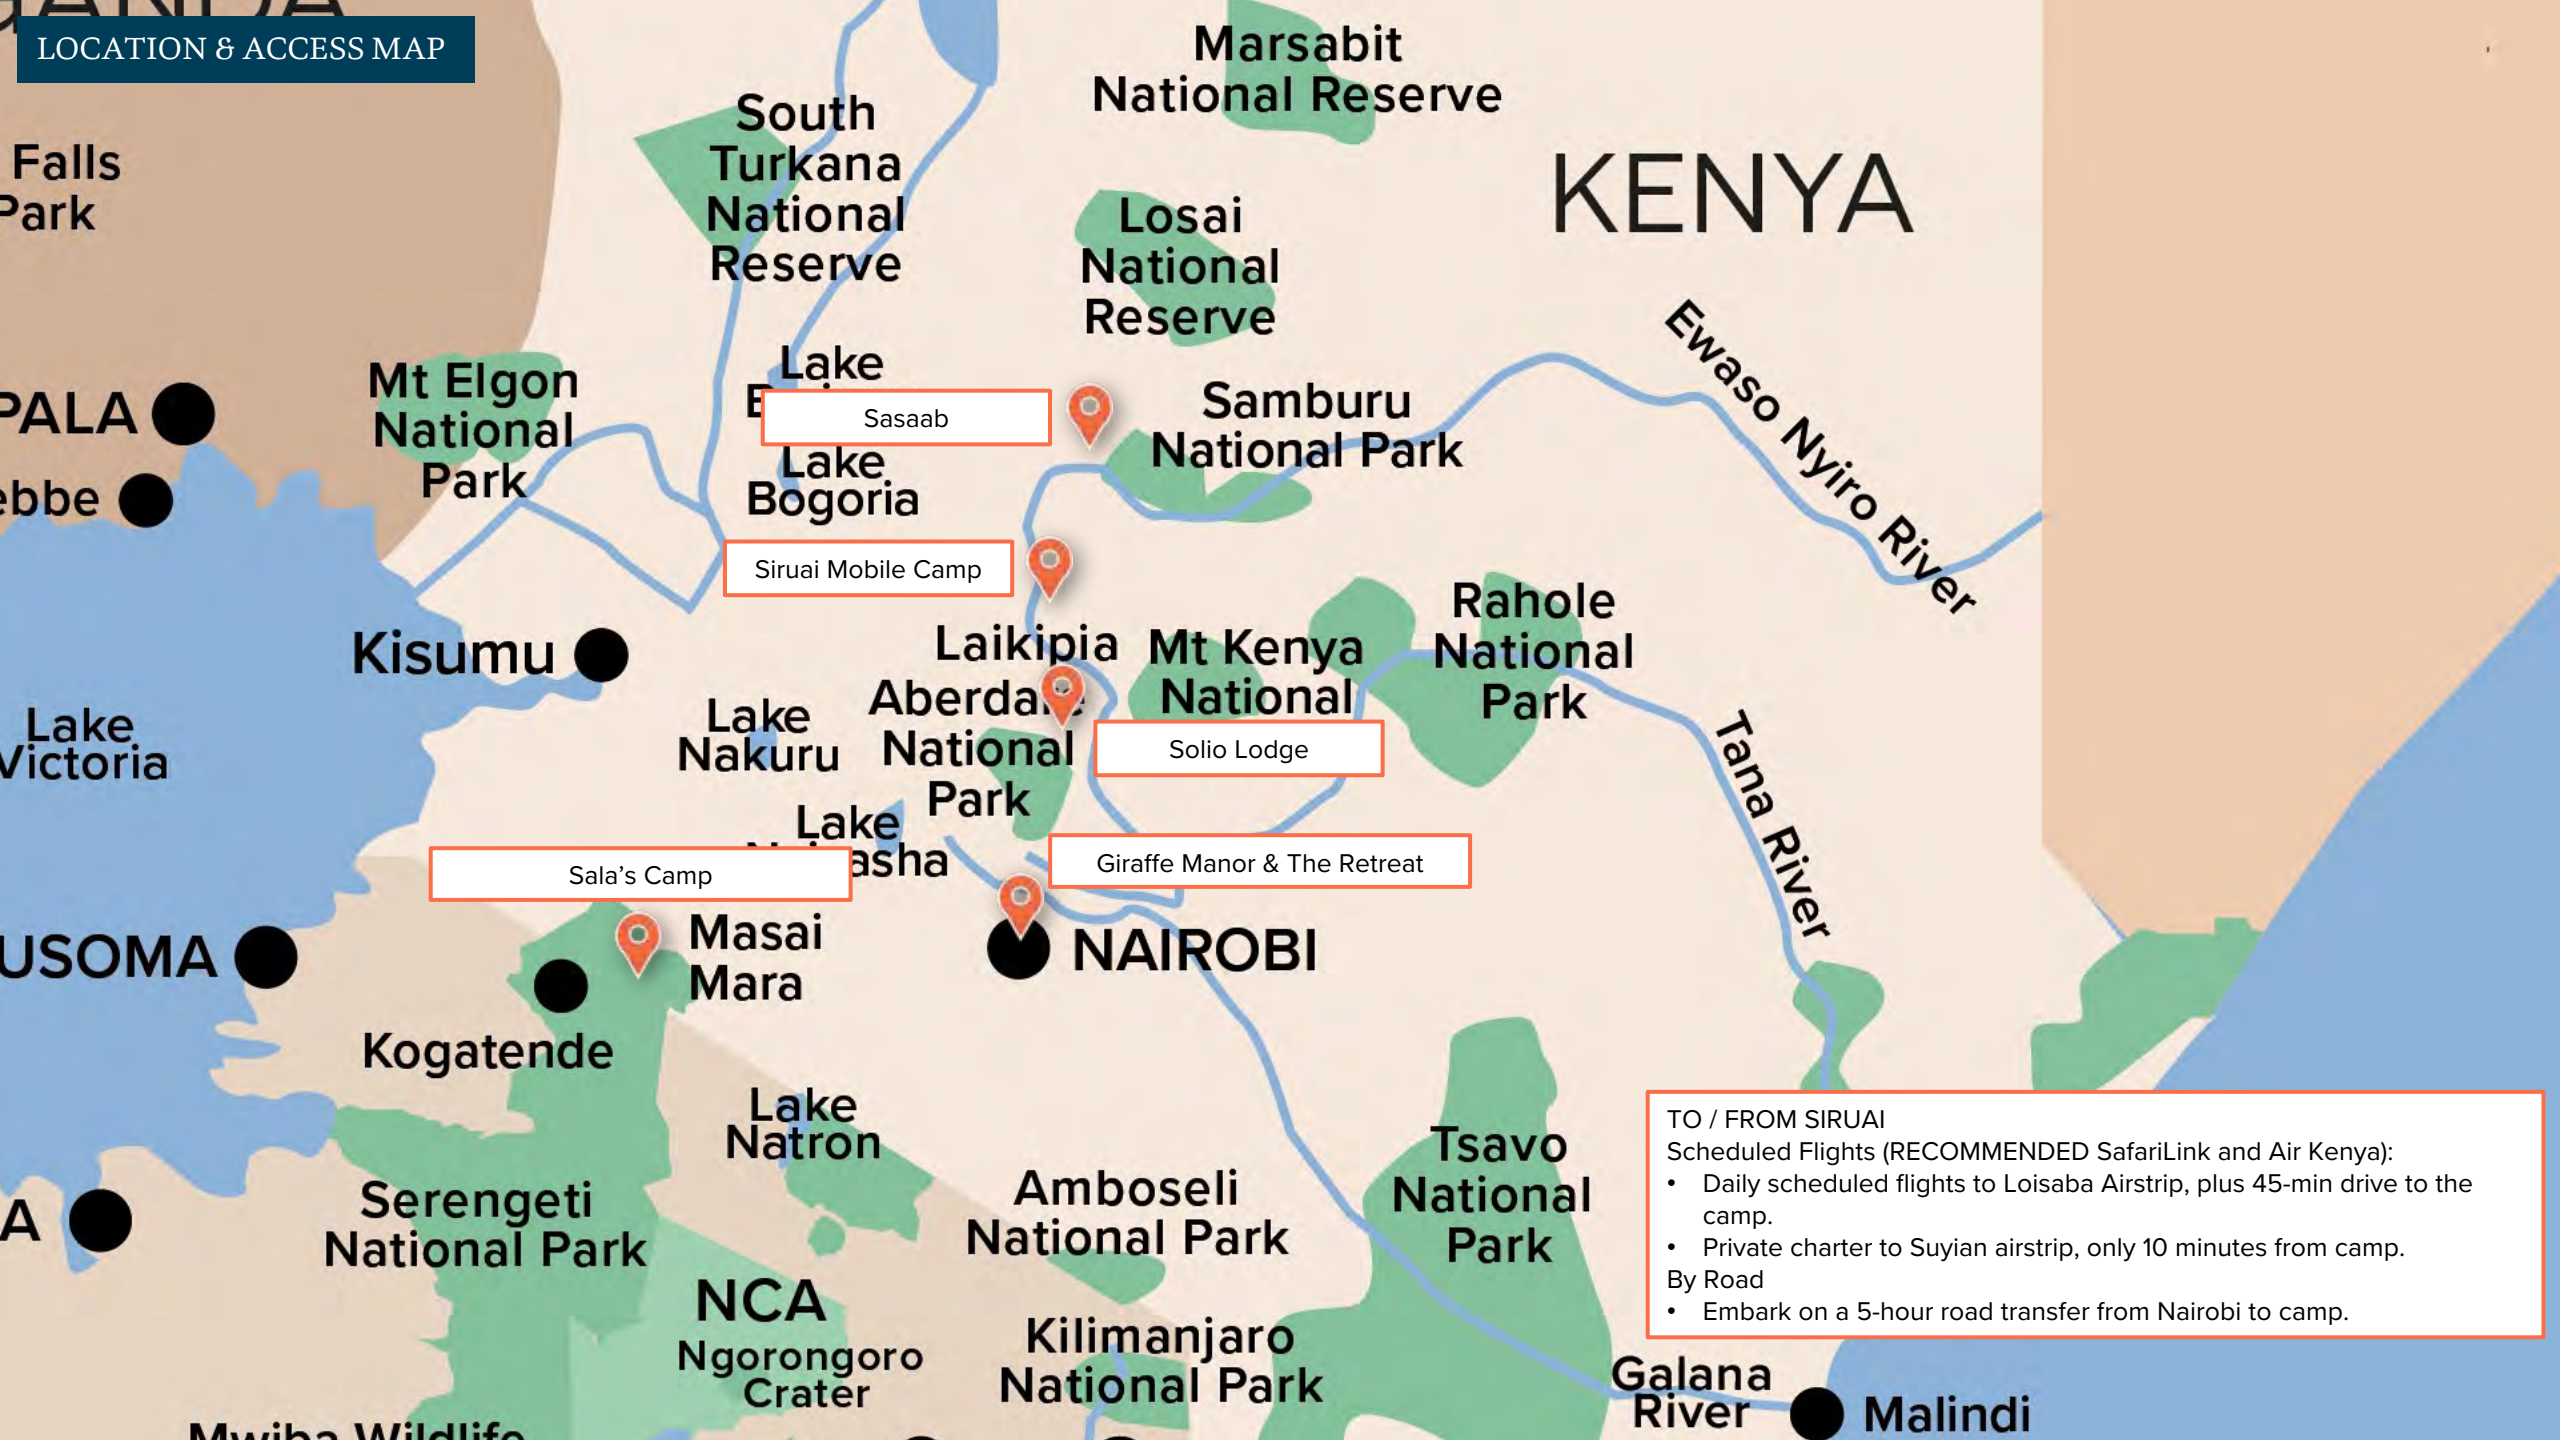 LOCATION & ACCESS MAP
Falls
Park
Marsabit
National Reserve
KENYA
South
Turkana
National
Reserve
Losai
National
Reserve
Ewaso Nyiro River
Mt Elgon
National
Park
Lake
Sasaab
Samburu
National Park
Lake
Bogoria
Siruai Mobile Camp
Kisumu
Laikipia
Mt Kenya
National
Rahole
National
Park
Lake
Victoria
Lake
Nakuru
National
Park
Solio Lodge
Tana River
Lake
Sala's Camp
Giraffe Manor & The Retreat
Masai
Mara
NAIROBI
Kogatende
Lake
Natron
Serengeti
National Park
NCA
Ngorongoro
Crater
Amboseli
National Park
Kilimanjaro
National Park
Tsavo
National
Park
TO / FROM SIRUAI
Scheduled Flights (RECOMMENDED SafariLink and Air Kenya):
• Daily scheduled flights to Loisaba Airstrip, plus 45-min drive to the
camp.
• Private charter to Suyian airstrip, only 10 minutes from camp.
By Road
• Embark on a 5-hour road transfer from Nairobi to camp.
Galana
River
Malindi
Mwiba Wildlife